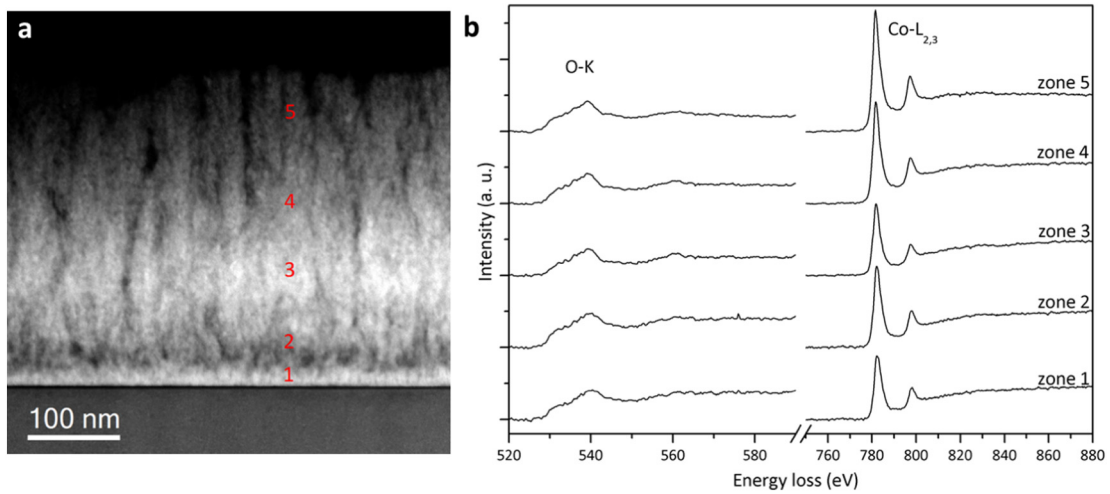 a
5
4
3
2
1
100 nm
b
O-K
Co-L2,3
zone 5
zone 4
zone 3
zone 2
zone 1
Intensity (a. u.)
520 540 560 580 760 780 800 820 840 860 880
Energy loss (eV)